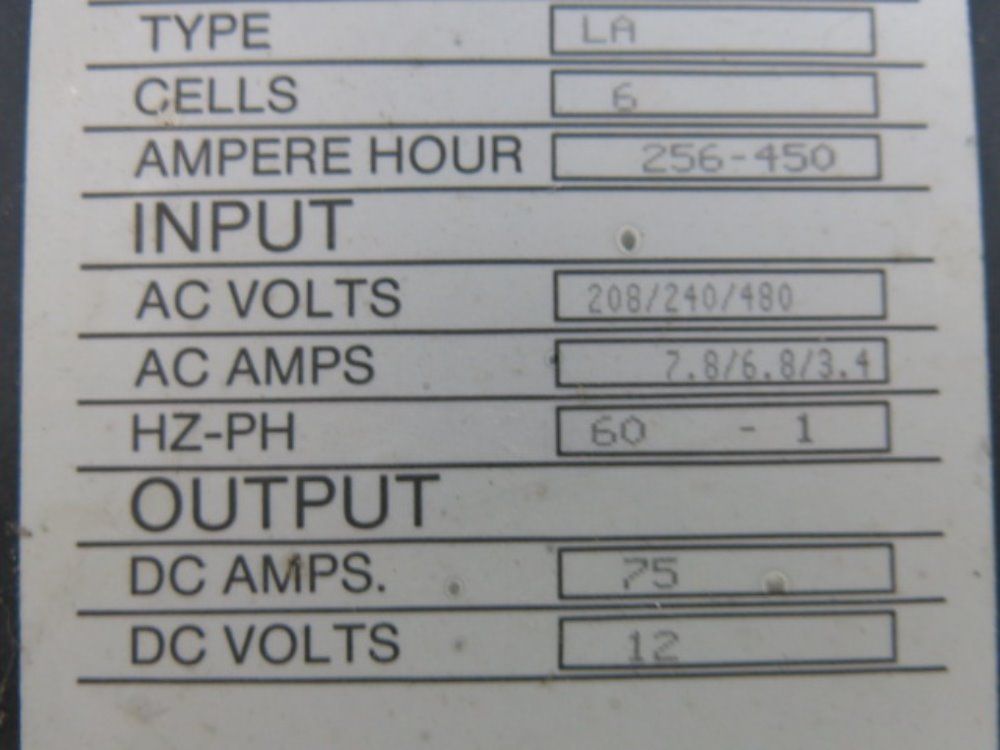 TYPE LA
CELLS 6
AMPERE HOUR 256-450
INPUT
AC VOLTS 208/240/480
AC AMPS 7.8/6.8/3.4
HZ-PH 60 - 1
OUTPUT
DC AMPS. 75
DC VOLTS 12